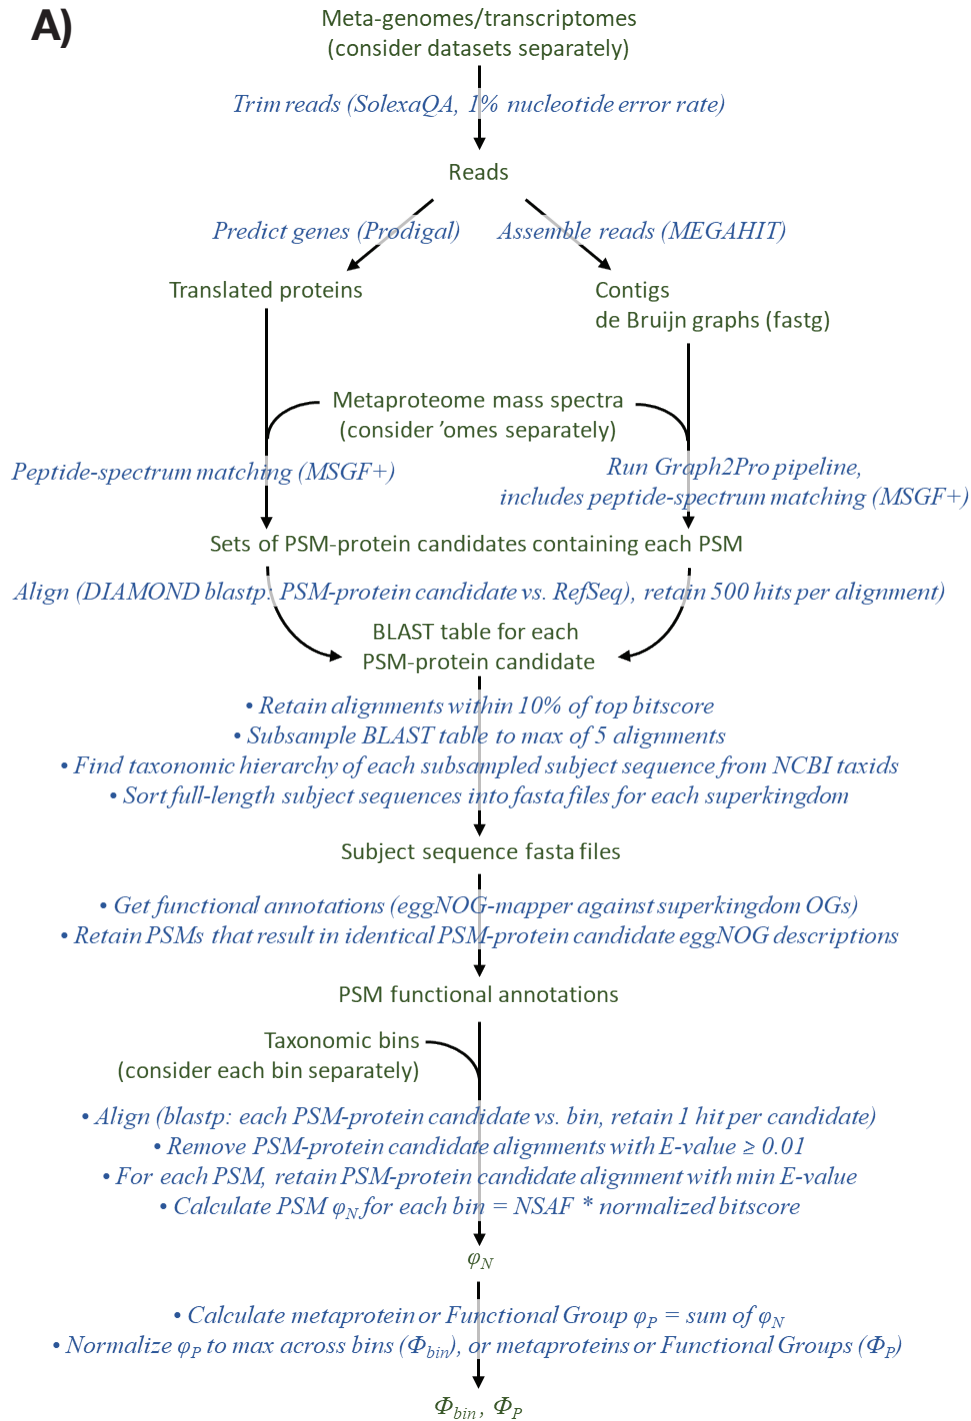 A)
Meta-genomes/transcriptomes
(consider datasets separately)
Trim reads (SolexaQA, 1% nucleotide error rate)
Reads
Predict genes (Prodigal)
Assemble reads (MEGAHIT)
Translated proteins
Contigs
de Bruijn graphs (fastg)
Metaproteome mass spectra
(consider ’omes separately)
Peptide-spectrum matching (MSGF+)
Run Graph2Pro pipeline,
includes peptide-spectrum matching (MSGF+)
Sets of PSM-protein candidates containing each PSM
Align (DIAMOND blastp: PSM-protein candidate vs. RefSeq), retain 500 hits per alignment)
BLAST table for each
PSM-protein candidate
• Retain alignments within 10% of top bitscore
• Subsample BLAST table to max of 5 alignments
• Find taxonomic hierarchy of each subsampled subject sequence from NCBI taxids
• Sort full-length subject sequences into fasta files for each superkingdom
Subject sequence fasta files
• Get functional annotations (eggNOG-mapper against superkingdom OGs)
• Retain PSMs that result in identical PSM-protein candidate eggNOG descriptions
PSM functional annotations
Taxonomic bins
(consider each bin separately)
• Align (blastp: each PSM-protein candidate vs. bin, retain 1 hit per candidate)
• Remove PSM-protein candidate alignments with E-value ≥ 0.01
• For each PSM, retain PSM-protein candidate alignment with min E-value
• Calculate PSM φN for each bin = NSAF * normalized bitscore
φN
• Calculate metaprotein or Functional Group φP = sum of φN
• Normalize φP to max across bins (Φbin), or metaproteins or Functional Groups (ΦP)
Φbin, ΦP